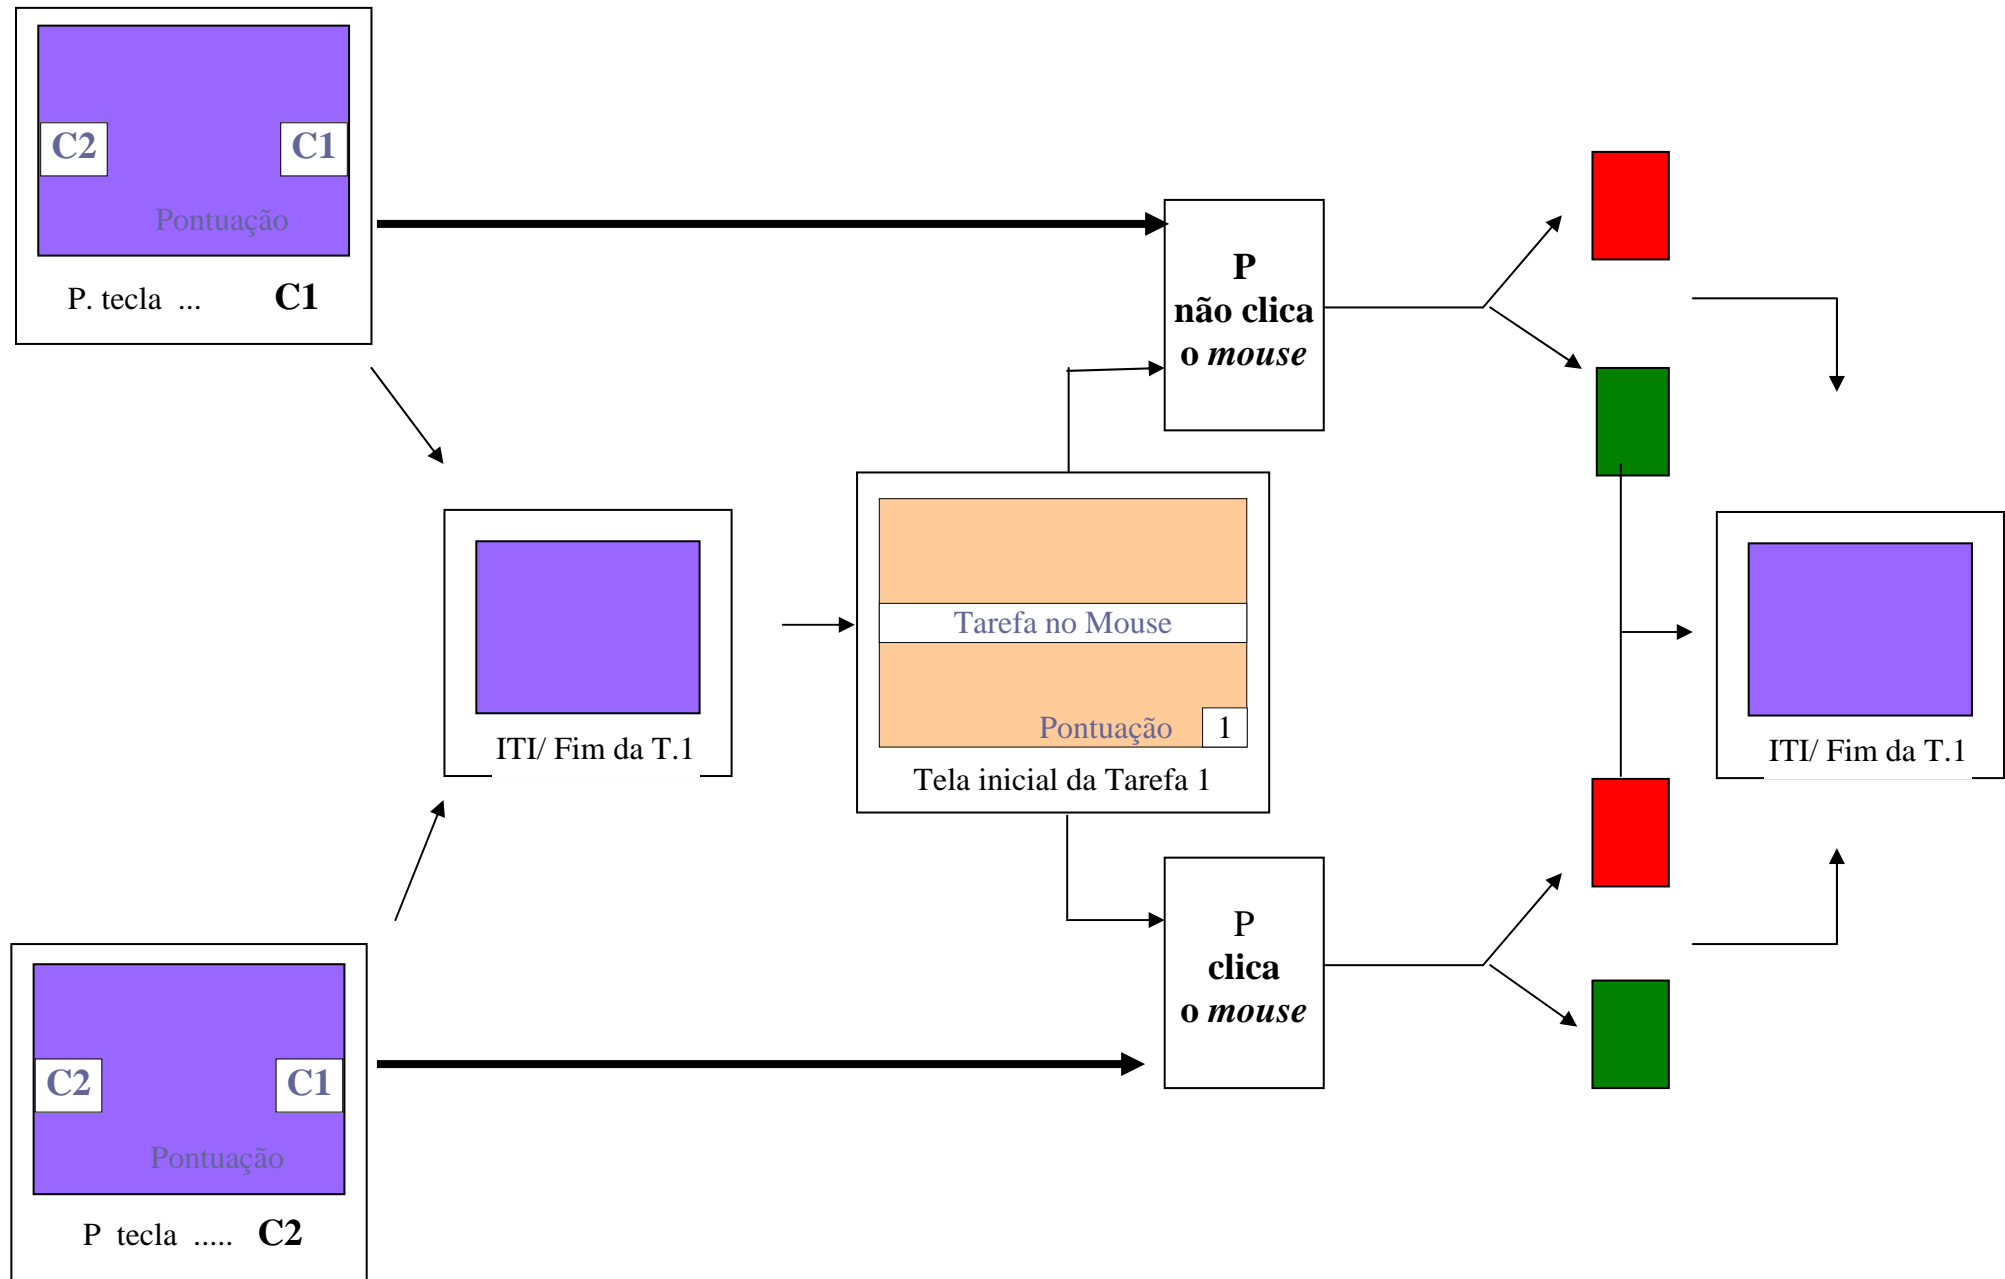 C2
C1
Pontuação
P. tecla ... C1
P
não clica
o mouse
ITI/ Fim da T.1
Tarefa no Mouse
Pontuação 1
Tela inicial da Tarefa 1
ITI/ Fim da T.1
P
clica
o mouse
C2
C1
Pontuação
P tecla ..... C2